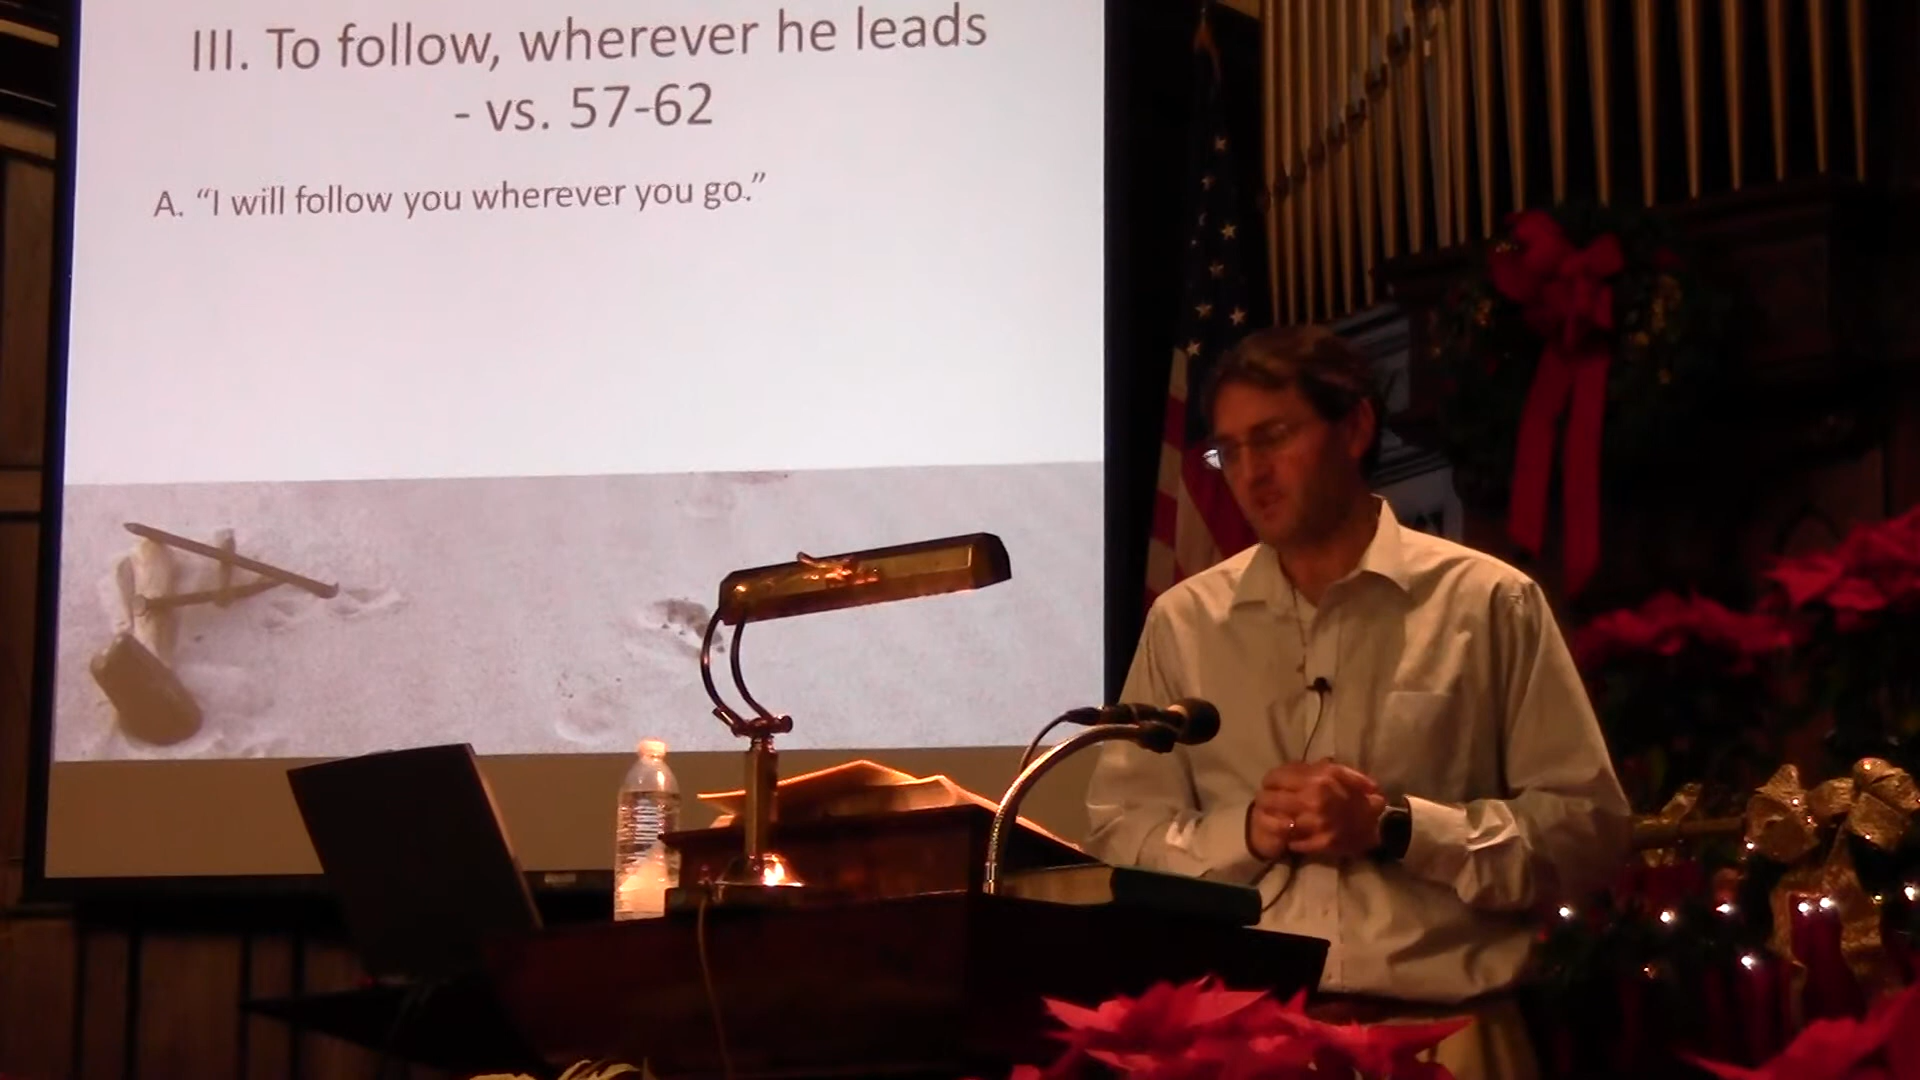 III. To follow, wherever he leads
- vs. 57-62
A. “I will follow you wherever you go.”